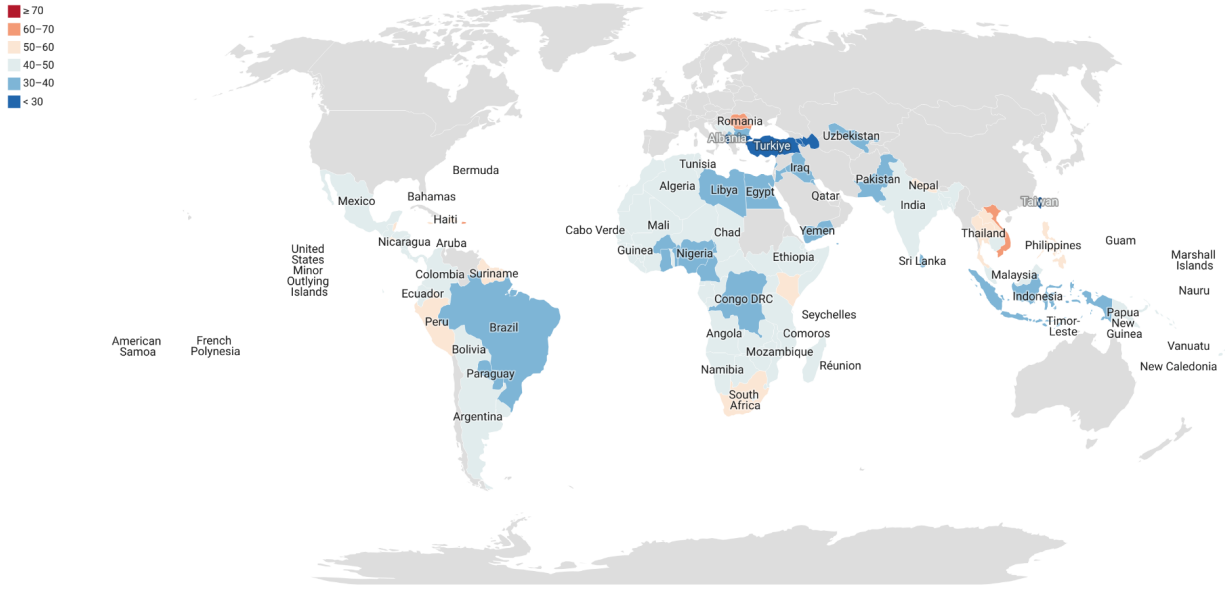 ≥ 70
60–70
50–60
40–50
30–40
< 30
Romania
Albania
Turkiye
Uzbekistan
Tunisia
Iraq
Bermuda
Algeria
Libya
Egypt
Pakistan
Nepal
Mexico
Bahamas
Qatar
India
Taiwan
Haiti
Mali
Cabo Verde
Chad
Yemen
Thailand
Nicaragua
Aruba
Guinea
Nigeria
Ethiopia
Philippines
Guam
United
States
Minor
Outlying
Islands
Sri Lanka
Marshall
Islands
Colombia
Suriname
Malaysia
Ecuador
Congo DRC
Indonesia
Nauru
Peru
Brazil
Seychelles
Papua
New
Guinea
Timor-
Leste
Angola
Comoros
American
Samoa
French
Polynesia
Bolivia
Mozambique
Vanuatu
Paraguay
Namibia
Réunion
New Caledonia
South
Africa
Argentina